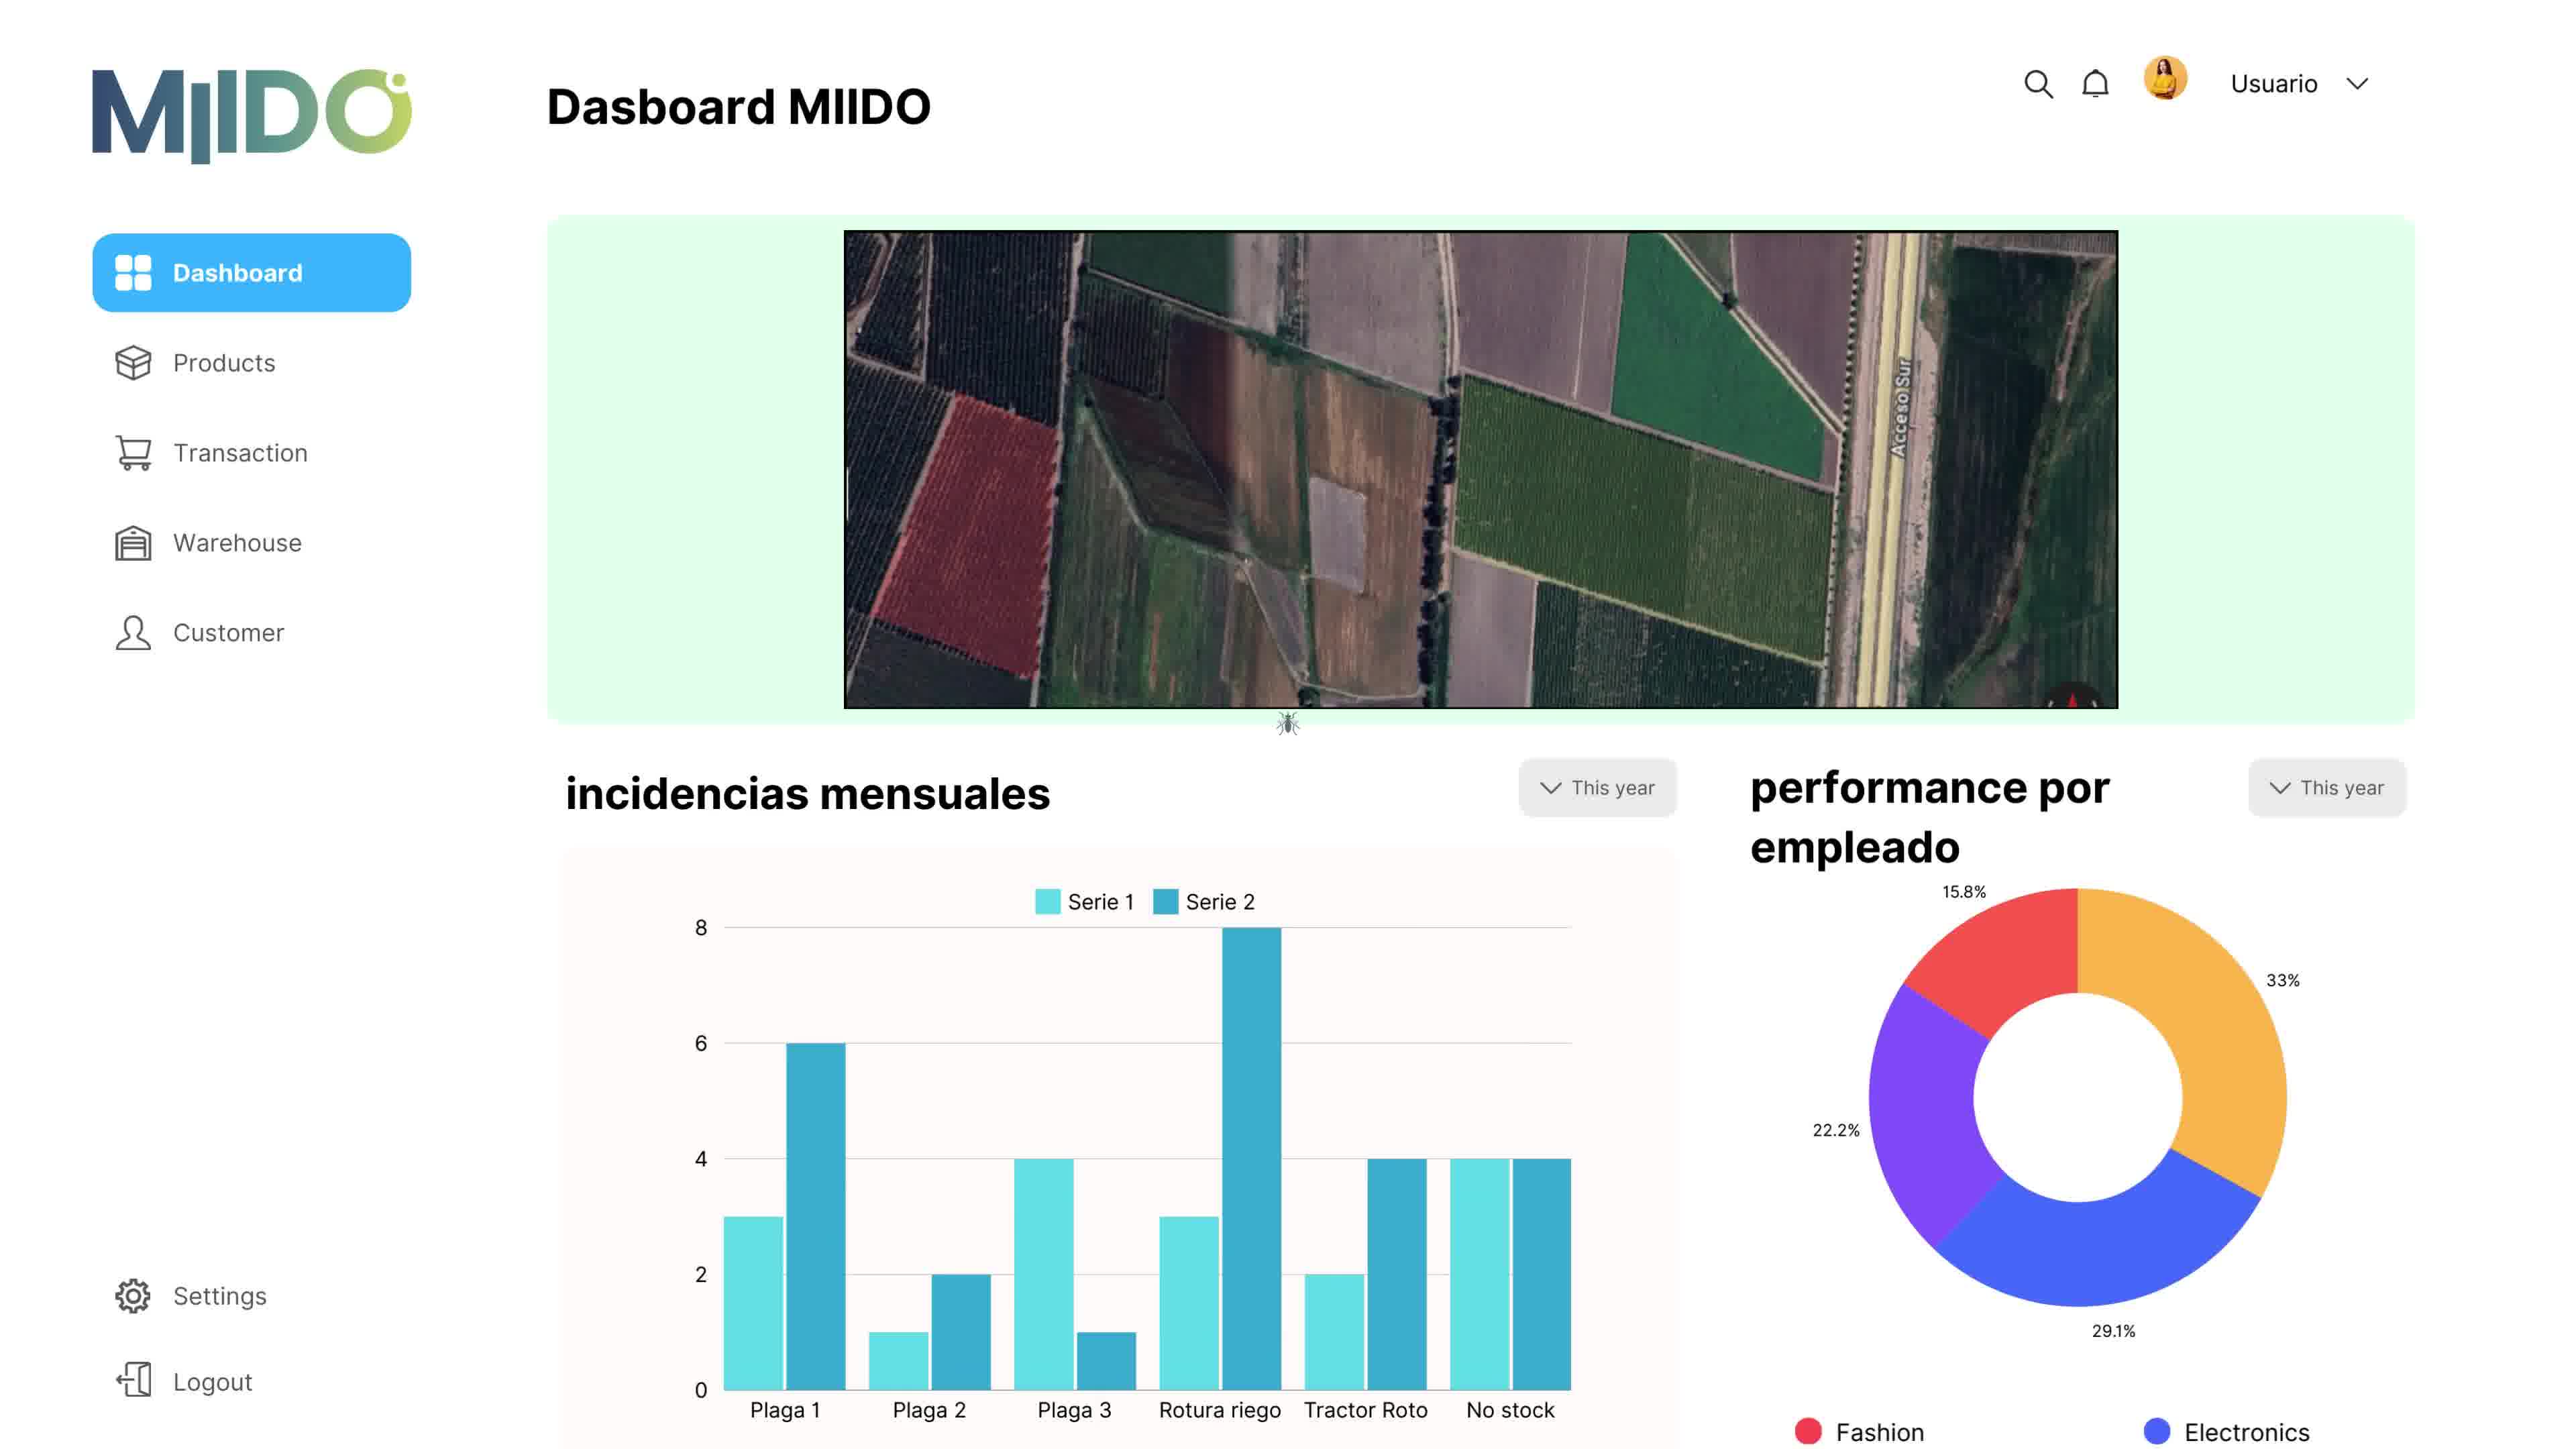 MIIDO
Dasboard MIIDO
Usuario
Dashboard
Products
Transaction
Warehouse
Customer
Settings
Logout
Acceso Sur
incidencias mensuales
This year
Serie 1 Serie 2
8
6
4
2
0
Plaga 1 Plaga 2 Plaga 3 Rotura riego Tractor Roto No stock
performance por
empleado
This year
15.8%
33%
22.2%
29.1%
Fashion Electronics